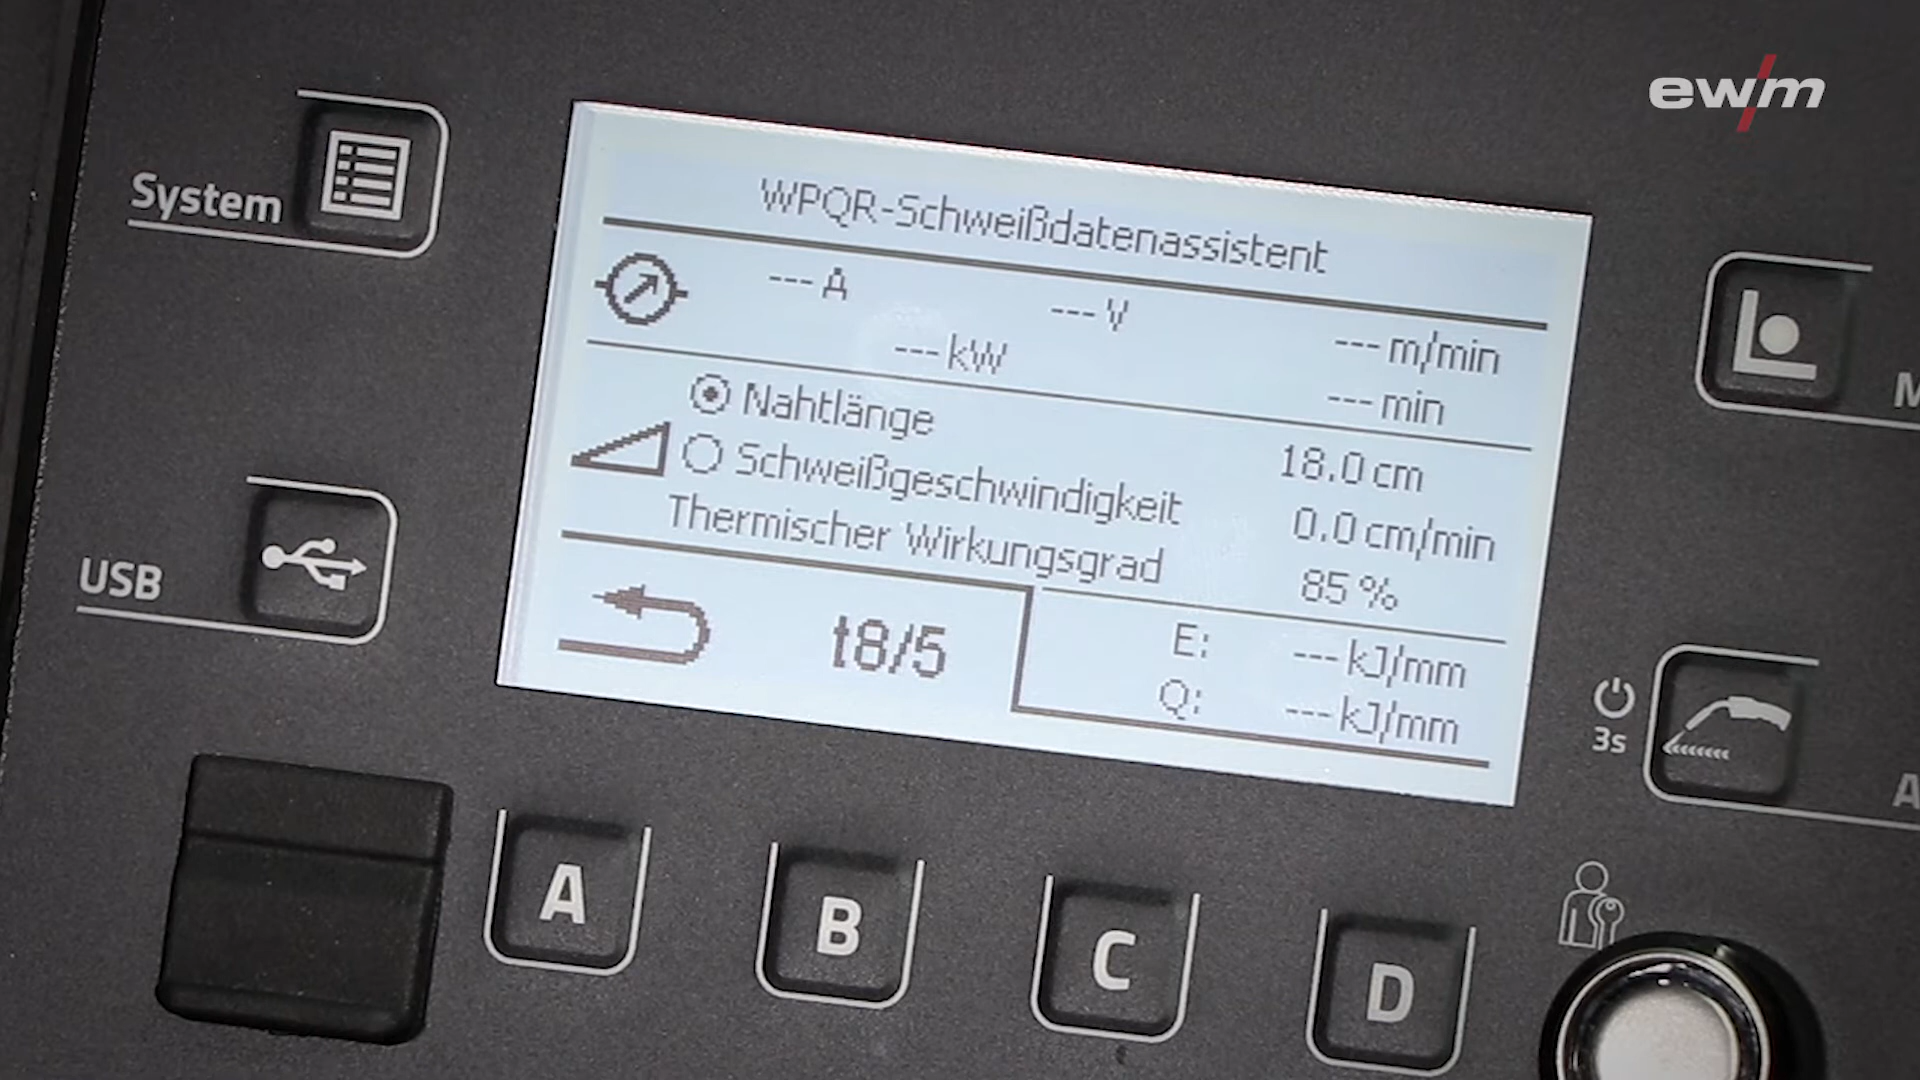 ewm
System
WPQR-Schweißdatenassistent
--- A
--- V
--- m/min
--- kW
--- min
Nahtlänge
18.0 cm
Schweißgeschwindigkeit
0.0 cm/min
Thermischer Wirkungsgrad
85 %
USB
t8/5
E: --- kJ/mm
Q: --- kJ/mm
3s
A
B
C
D